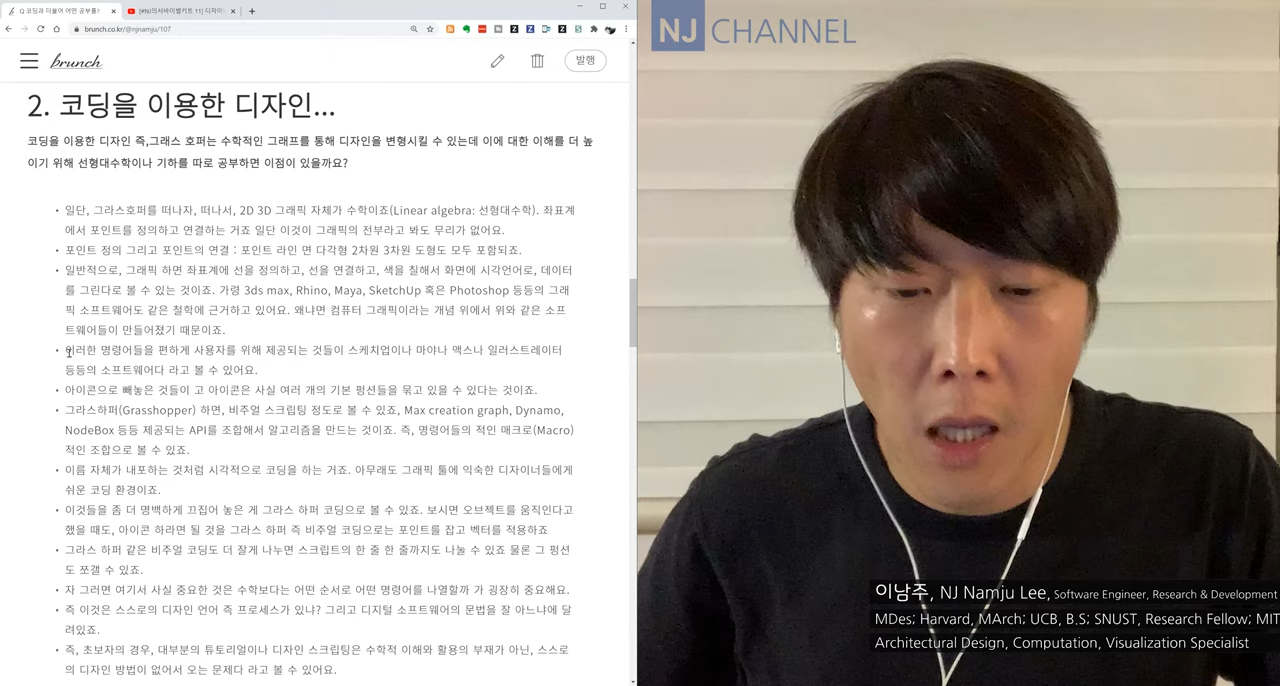 Q 코딩과 더불어 어떤 공부를?
[#NJ의서바이벌키트 11] 디자이
brunch.co.kr/@njnamju/107
brunch
발행
2. 코딩을 이용한 디자인...
코딩을 이용한 디자인 즉,그래스 호퍼는 수학적인 그래프를 통해 디자인을 변형시킬 수 있는데 이에 대한 이해를 더 높
이기 위해 선형대수학이나 기하를 따로 공부하면 이점이 있을까요?
• 일단, 그라스호퍼를 떠나자, 떠나서, 2D 3D 그래픽 자체가 수학이죠(Linear algebra: 선형대수학). 좌표계
에서 포인트를 정의하고 연결하는 거죠 일단 이것이 그래픽의 전부라고 봐도 무리가 없어요.
• 포인트 정의 그리고 포인트의 연결 : 포인트 라인 면 다각형 2차원 3차원 도형도 모두 포함되죠.
• 일반적으로, 그래픽 하면 좌표계에 선을 정의하고, 선을 연결하고, 색을 칠해서 화면에 시각언어로, 데이터
를 그린다로 볼 수 있는 것이죠. 가령 3ds max, Rhino, Maya, SketchUp 혹은 Photoshop 등등의 그래
픽 소프트웨어도 같은 철학에 근거하고 있어요. 왜냐면 컴퓨터 그래픽이라는 개념 위에서 위와 같은 소프
트웨어들이 만들어졌기 때문이죠.
• 이러한 명령어들을 편하게 사용자를 위해 제공되는 것들이 스케치업이나 마야나 맥스나 일러스트레이터
등등의 소프트웨어다 라고 볼 수 있어요.
• 아이콘으로 빼놓은 것들이 고 아이콘은 사실 여러 개의 기본 펑션들을 묶고 있을 수 있다는 것이죠.
• 그라스하퍼(Grasshopper) 하면, 비주얼 스크립팅 정도로 볼 수 있죠, Max creation graph, Dynamo,
NodeBox 등등 제공되는 API를 조합해서 알고리즘을 만드는 것이죠. 즉, 명령어들의 적인 매크로(Macro)
적인 조합으로 볼 수 있죠.
• 이름 자체가 내포하는 것처럼 시각적으로 코딩을 하는 거죠. 아무래도 그래픽 툴에 익숙한 디자이너들에게
쉬운 코딩 환경이죠.
• 이것들을 좀 더 명백하게 끄집어 놓은 게 그라스 하퍼 코딩으로 볼 수 있죠. 보시면 오브젝트를 움직인다고
했을 때도, 아이콘 하라면 될 것을 그라스 하퍼 즉 비주얼 코딩으로는 포인트를 잡고 벡터를 적용하죠
• 그라스 하퍼 같은 비주얼 코딩도 더 잘게 나누면 스크립트의 한 줄 한 줄까지도 나눌 수 있죠 물론 그 펑션
도 쪼갤 수 있죠.
• 자 그러면 여기서 사실 중요한 것은 수학보다는 어떤 순서로 어떤 명령어를 나열할까 가 굉장히 중요해요.
• 즉 이것은 스스로의 디자인 언어 즉 프로세스가 있냐? 그리고 디지털 소프트웨어의 문법을 잘 아느냐에 달
려있죠.
• 즉, 초보자의 경우, 대부분의 튜토리얼이나 디자인 스크립팅은 수학적 이해와 활용의 부재가 아닌, 스스로
의 디자인 방법이 없어서 오는 문제다 라고 볼 수 있어요.
NJ CHANNEL
이남주, NJ Namju Lee, Software Engineer, Research & Development
MDes; Harvard, MArch; UCB, B.S; SNUST, Research Fellow; MIT
Architectural Design, Computation, Visualization Specialist